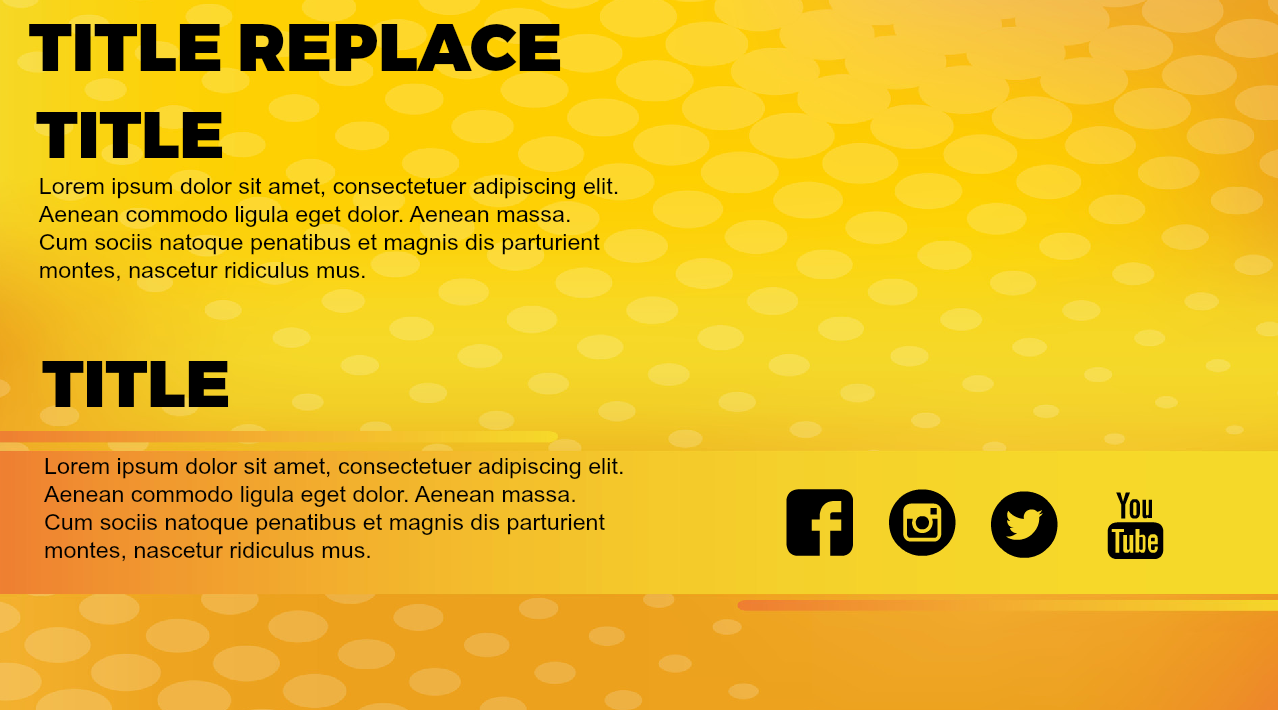 TITLE REPLACE
TITLE
Lorem ipsum dolor sit amet, consectetuer adipiscing elit.
Aenean commodo ligula eget dolor. Aenean massa.
Cum sociis natoque penatibus et magnis dis parturient
montes, nascetur ridiculus mus.
TITLE
Lorem ipsum dolor sit amet, consectetuer adipiscing elit.
Aenean commodo ligula eget dolor. Aenean massa.
Cum sociis natoque penatibus et magnis dis parturient
montes, nascetur ridiculus mus.
You
Tube